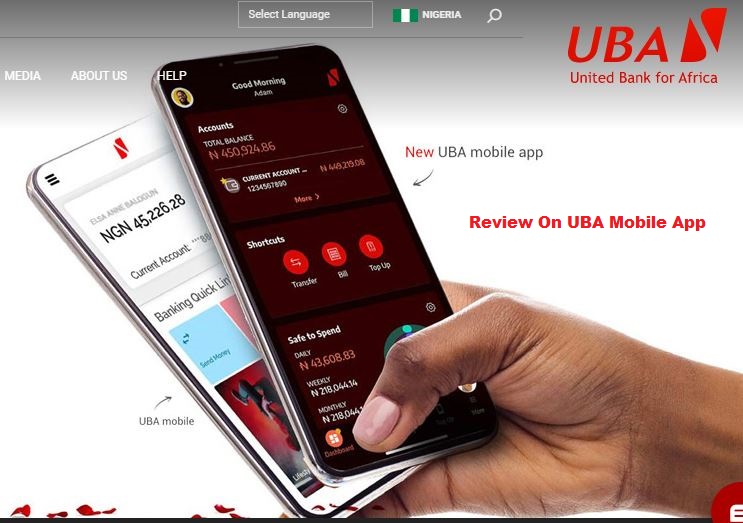 Select Language
NIGERIA
UBA
United Bank for Africa
MEDIA
ABOUT US
HELP
Good Morning
Adam
Accounts
TOTAL BALANCE
₦ 450,924.86
CURRENT ACCOUNT ...
₦ 449,219.08
1234567890
More >
Shortcuts
Transfer
Bill
Top Up
Safe to Spend
DAILY
₦ 43,608.83
WEEKLY
₦ 218,044.14
MONTHLY
₦ 218,044.1
Dashboard
More
ELSA ANNE BALOGUN
NGN 45,226.28
Current Account:
Banking Quick Lin
Send Money
New UBA mobile app
Review On UBA Mobile App
UBA mobile